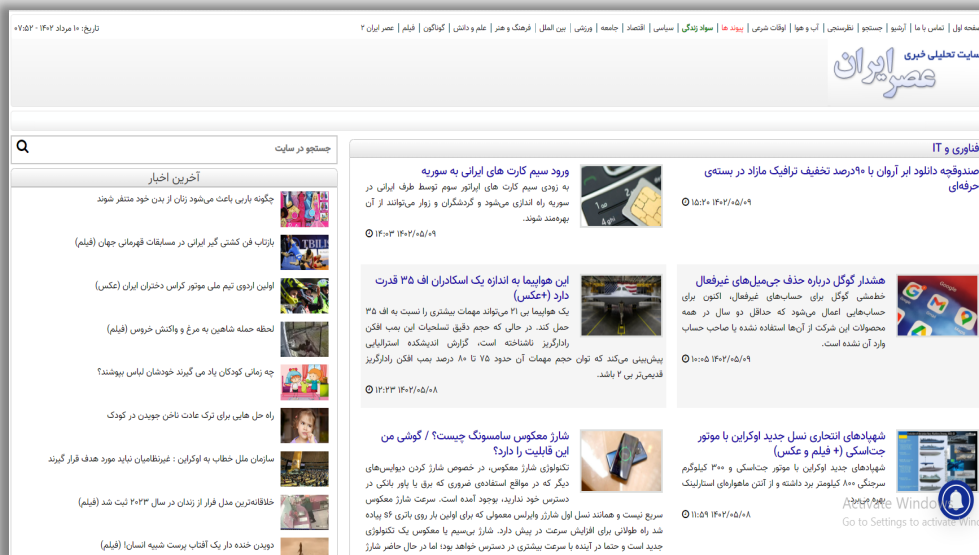 صفحه اول | تماس با ما | آرشیو | جستجو | نظرسنجی | آب و هوا | اوقات شرعی | پیوند ها | سواد زندگی | سیاسی | اقتصاد | جامعه | ورزشی | بین الملل | فرهنگ و هنر | علم و دانش | گوناگون | فیلم | عصر ایران ۲
تاریخ: ۱۰ مرداد ۱۴۰۲ - ۰۷:۵۲
سایت تحلیلی خبری
عصر ایران
فناوری و IT
صندوقچه دانلود ابر آروان با ۹۰درصد تخفیف ترافیک مازاد در بسته‌ی
حرفه‌ای
۱۵:۲۰ ۱۴۰۲/۰۵/۰۹
ورود سیم کارت های ایرانی به سوریه
به زودی سیم کارت های اپراتور سوم توسط طرف ایرانی در
سوریه راه اندازی می‌شود و گردشگران و زوار می‌توانند از آن
بهره‌مند شوند.
۱۴:۰۳ ۱۴۰۲/۰۵/۰۹
هشدار گوگل درباره حذف جی‌میل‌های غیرفعال
خط‌مشی گوگل برای حساب‌های غیرفعال، اکنون برای
حساب‌هایی اعمال می‌شود که حداقل دو سال در همه
محصولات این شرکت از آن‌ها استفاده نشده یا صاحب حساب
وارد آن نشده است.
۱۰:۰۵ ۱۴۰۲/۰۵/۰۹
این هواپیما به اندازه یک اسکادران اف ۳۵ قدرت
دارد (+عکس)
یک هواپیما بی ۲۱ می‌تواند مهمات بیشتری را نسبت به اف ۳۵
حمل کند. در حالی که حجم دقیق تسلحیات این بمب افکن
رادارگریز ناشناخته است، گزارش اندیشکده استرالیایی
پیش‌بینی می‌کند که توان حجم مهمات آن حدود ۷۵ تا ۸۰ درصد بمب افکن رادارگریز
قدیمی‌تر بی ۲ باشد.
۱۲:۲۳ ۱۴۰۲/۰۵/۰۸
شهپادهای انتحاری نسل جدید اوکراین با موتور
جت‌اسکی (+ فیلم و عکس)
شهپادهای جدید اوکراین با موتور جت‌اسکی و ۳۰۰ کیلوگرم
سرجنگی ۸۰۰ کیلومتر برد داشته و از آنتن ماهواره‌ای استارلینک
بهره می‌برد.
۱۱:۵۹ ۱۴۰۲/۰۵/۰۸
شارژ معکوس سامسونگ چیست؟ / گوشی من
این قابلیت را دارد؟
تکنولوژی شارژ معکوس، در خصوص شارژ کردن دیوایس‌های
دیگر که در مواقع استفاده‌ی ضروری که برق یا پاور بانکی در
دسترس خود ندارید، بوجود آمده است. سرعت شارژ معکوس
سریع نیست و همانند نسل اول شارژر وایرلس معمولی که برای اولین بار روی باتری s6 پیاده
شد راه طولانی برای افزایش سرعت در پیش دارد. شارژ بی‌سیم یا معکوس یک تکنولوژی
جدید است و حتما در آینده با سرعت بیشتری در دسترس خواهد بود؛ اما در حال حاضر شارژ
جستجو در سایت
آخرین اخبار
چگونه باربی باعث می‌شود زنان از بدن خود متنفر شوند
بازتاب فن کشتی گیر ایرانی در مسابقات قهرمانی جهان (فیلم)
اولین اردوی تیم ملی موتور کراس دختران ایران (عکس)
لحظه حمله شاهین به مرغ و واکنش خروس (فیلم)
چه زمانی کودکان یاد می گیرند خودشان لباس بپوشند؟
راه حل هایی برای ترک عادت ناخن جویدن در کودک
سازمان ملل خطاب به اوکراین : غیرنظامیان نباید مورد هدف قرار گیرند
خلاقانه‌ترین مدل فرار از زندان در سال ۲۰۲۳ ثبت شد (فیلم)
دویدن خنده دار یک آفتاب پرست شبیه انسان! (فیلم)
Activate Windows
Go to Settings to activate Wind
Google
TBILIS